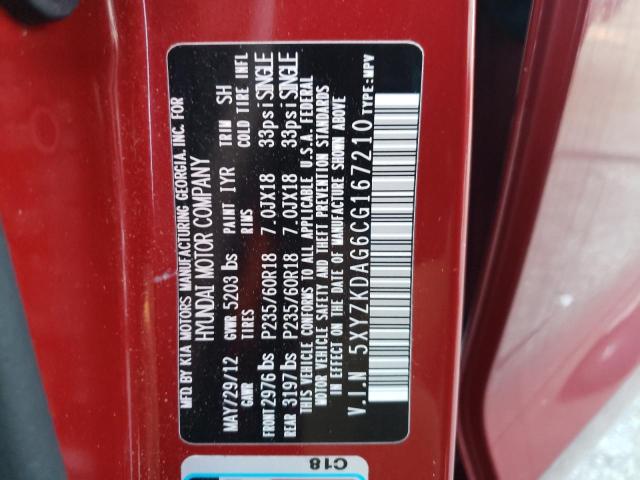 MFD.BY KIA MOTORS MANUFACTURING GEORGIA, INC. FOR
HYUNDAI MOTOR COMPANY
MAY/29/12 GVWR 5203 lbs PAINT IYR TRIM SH
GAWR TIRES RIMS COLD TIRE INFL
FRONT 2976 lbs P235/60R18 7.0JX18 33psi SINGLE
REAR 3197 lbs P235/60R18 7.0JX18 33psi SINGLE
THIS VEHICLE CONFORMS TO ALL APPLICABLE U.S.A. FEDERAL
MOTOR VEHICLE SAFETY AND THEFT PREVENTION STANDARDS
IN EFFECT ON THE DATE OF MANUFACTURE SHOWN ABOVE
V.I.N 5XYZKDAG6CG167210 TYPE:MPV
C18